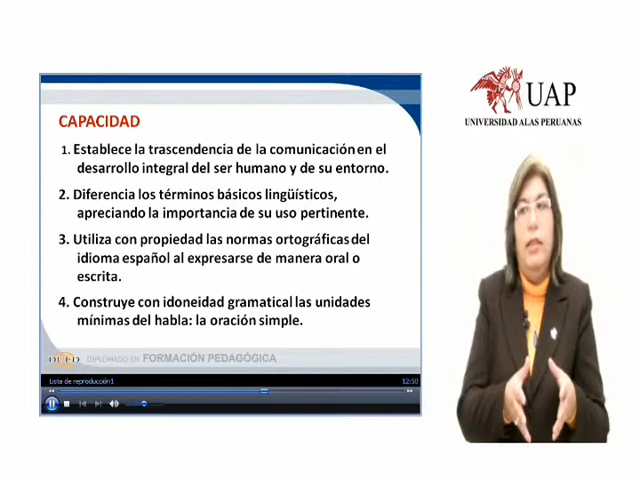 CAPACIDAD
1. Establece la trascendencia de la comunicación en el
desarrollo integral del ser humano y de su entorno.
2. Diferencia los términos básicos lingüísticos,
apreciando la importancia de su uso pertinente.
3. Utiliza con propiedad las normas ortográficas del
idioma español al expresarse de manera oral o
escrita.
4. Construye con idoneidad gramatical las unidades
mínimas del habla: la oración simple.
DUED DIPLOMADO EN FORMACIÓN PEDAGÓGICA
Lista de reproducción1 12:50
UAP
UNIVERSIDAD ALAS PERUANAS